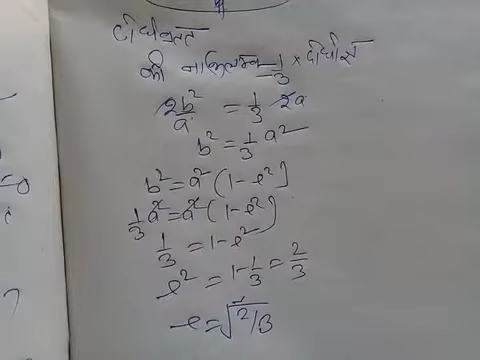 दीर्घवृत्त
की नाभिलम्ब = 1/3 × दीर्घाक्ष
2b²/a = 1/3 2a
b² = 1/3 a²
b² = a² (1-e²)
1/3 a² = a² (1-e²)
1/3 = 1-e²
e² = 1-1/3 = 2/3
e = √2/3